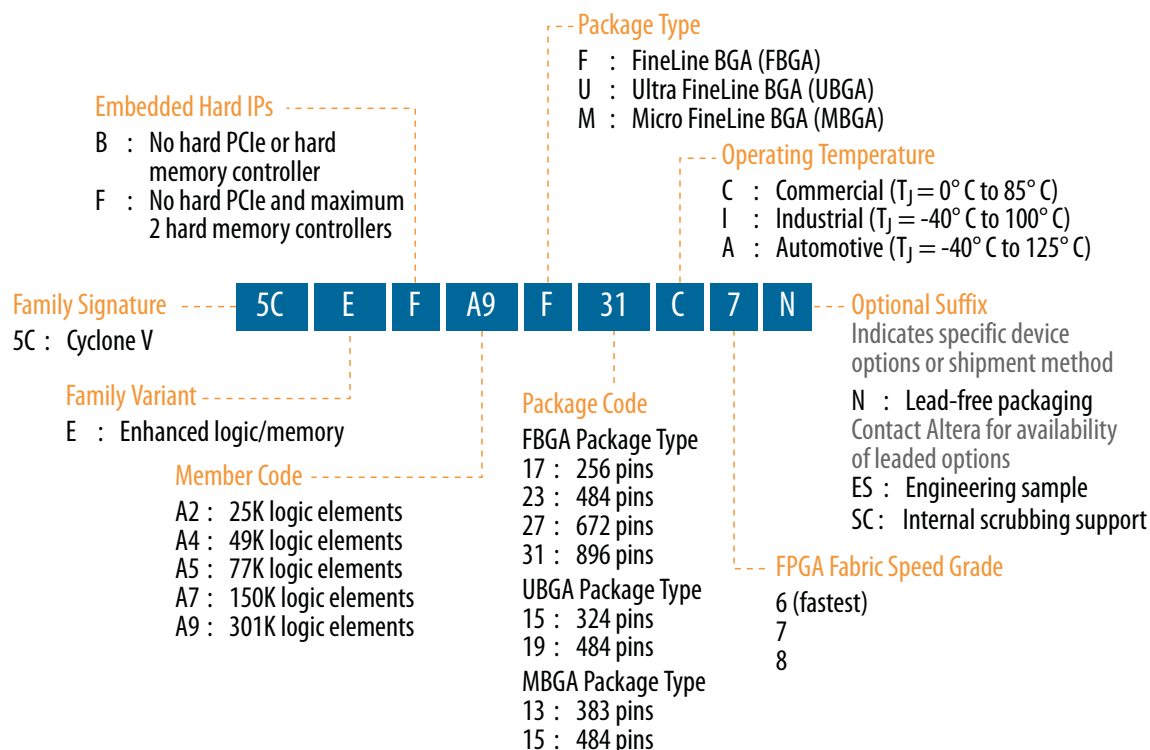 Package Type
F : FineLine BGA (FBGA)
U : Ultra FineLine BGA (UBGA)
M : Micro FineLine BGA (MBGA)
Embedded Hard IPs
B : No hard PCIe or hard
memory controller
F : No hard PCIe and maximum
2 hard memory controllers
Operating Temperature
C : Commercial (TJ = 0° C to 85° C)
I : Industrial (TJ = -40° C to 100° C)
A : Automotive (TJ = -40° C to 125° C)
Family Signature
5C : Cyclone V
5C E F A9 F 31 C 7 N
Optional Suffix
Indicates specific device
options or shipment method
N : Lead-free packaging
Contact Altera for availability
of leaded options
ES : Engineering sample
SC : Internal scrubbing support
Family Variant
E : Enhanced logic/memory
Member Code
A2 : 25K logic elements
A4 : 49K logic elements
A5 : 77K logic elements
A7 : 150K logic elements
A9 : 301K logic elements
Package Code
FBGA Package Type
17 : 256 pins
23 : 484 pins
27 : 672 pins
31 : 896 pins
UBGA Package Type
15 : 324 pins
19 : 484 pins
MBGA Package Type
13 : 383 pins
15 : 484 pins
FPGA Fabric Speed Grade
6 (fastest)
7
8